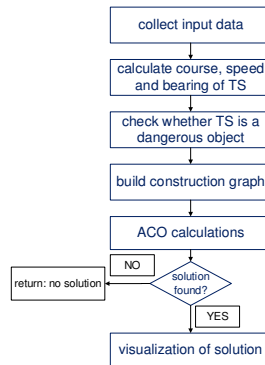 collect input data
calculate course, speed
and bearing of TS
check whether TS is a
dangerous object
build construction graph
ACO calculations
NO
solution
found?
return: no solution
YES
visualization of solution